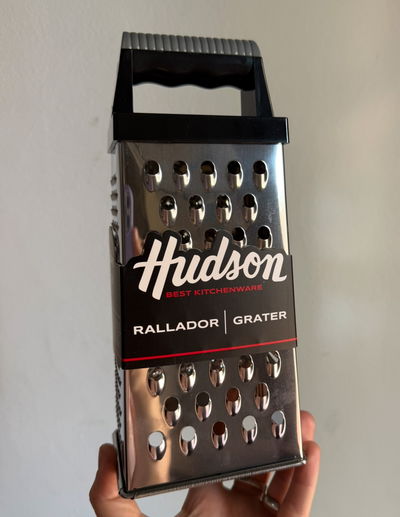 Hudson
BEST KITCHENWARE
RALLADOR | GRATER